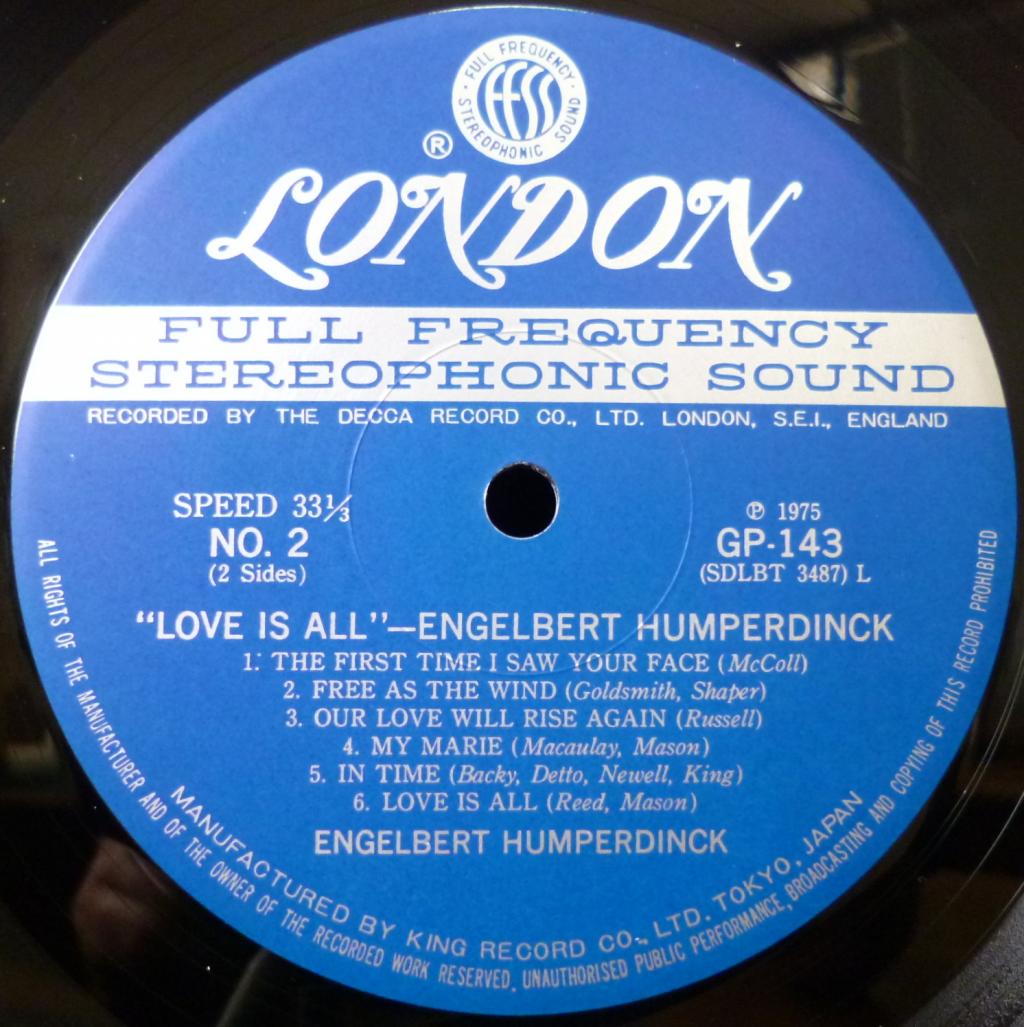 FULL FREQUENCY
ffss
STEREOPHONIC SOUND
®
LONDON
FULL FREQUENCY
STEREOPHONIC SOUND
RECORDED BY THE DECCA RECORD CO., LTD. LONDON, S.E.I., ENGLAND
SPEED 33⅓
NO. 2
(2 Sides)
℗ 1975
GP-143
(SDLBT 3487) L
"LOVE IS ALL"—ENGELBERT HUMPERDINCK
1. THE FIRST TIME I SAW YOUR FACE (McColl)
2. FREE AS THE WIND (Goldsmith, Shaper)
3. OUR LOVE WILL RISE AGAIN (Russell)
4. MY MARIE (Macaulay, Mason)
5. IN TIME (Backy, Detto, Newell, King)
6. LOVE IS ALL (Reed, Mason)
ENGELBERT HUMPERDINCK
MANUFACTURED BY KING RECORD CO., LTD. TOKYO, JAPAN
ALL RIGHTS OF THE MANUFACTURER AND OF THE OWNER OF THE RECORDED WORK RESERVED. UNAUTHORISED PUBLIC PERFORMANCE, BROADCASTING AND COPYING OF THIS RECORD PROHIBITED